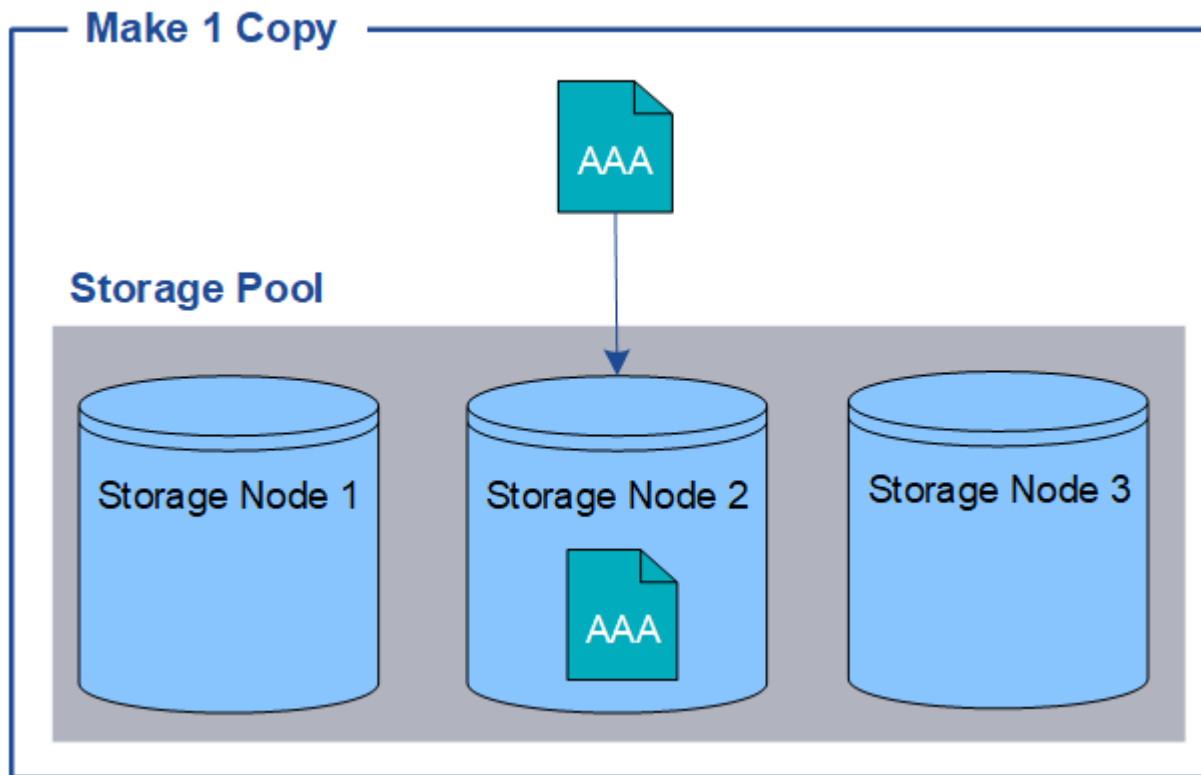 Make 1 Copy
AAA
Storage Pool
Storage Node 1
Storage Node 2
Storage Node 3
AAA